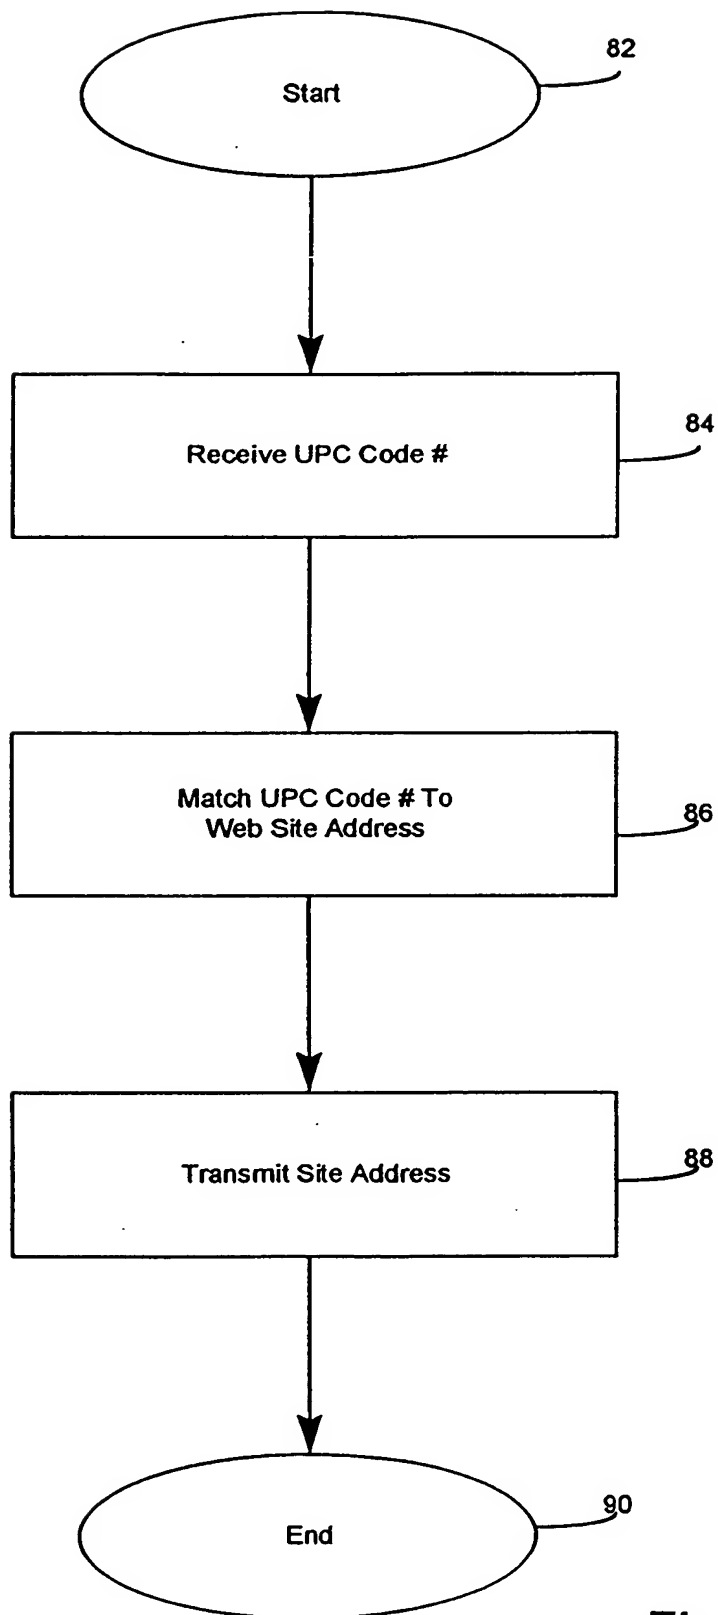 Start
82
Receive UPC Code #
84
Match UPC Code # To
Web Site Address
86
Transmit Site Address
88
End
90